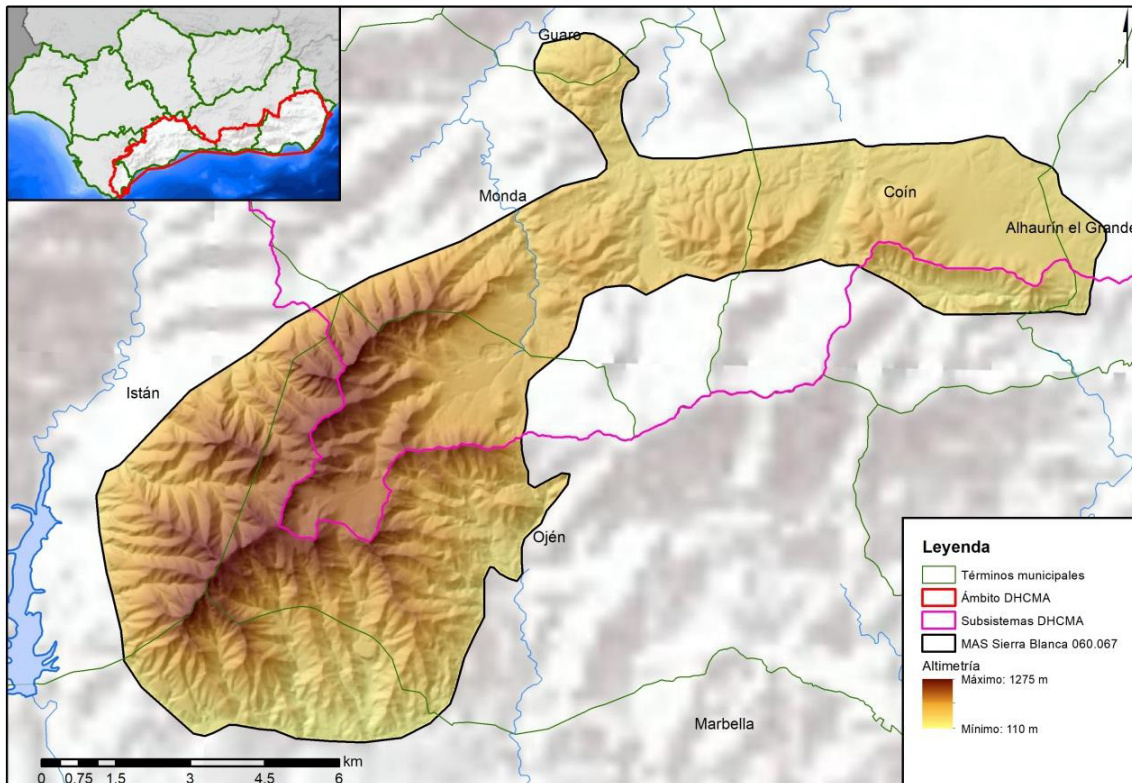 Guaro
Monda
Coín
Alhaurín el Grande
Istán
Ojén
Marbella
Leyenda
Términos municipales
Ámbito DHCMA
Subsistemas DHCMA
MAS Sierra Blanca 060.067
Altimetría
Máximo: 1275 m
Mínimo: 110 m
km
0 0.75 1.5 3 4.5 6